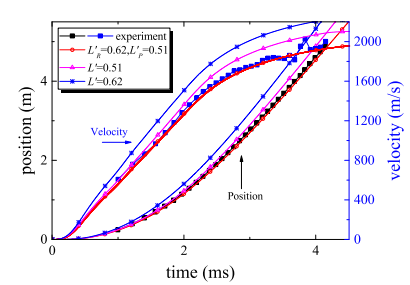 experiment
L'R=0.62,L'P=0.51
L'=0.51
L'=0.62
Velocity
Position
position (m)
0
2
4
velocity (m/s)
0
400
800
1200
1600
2000
0
2
4
time (ms)